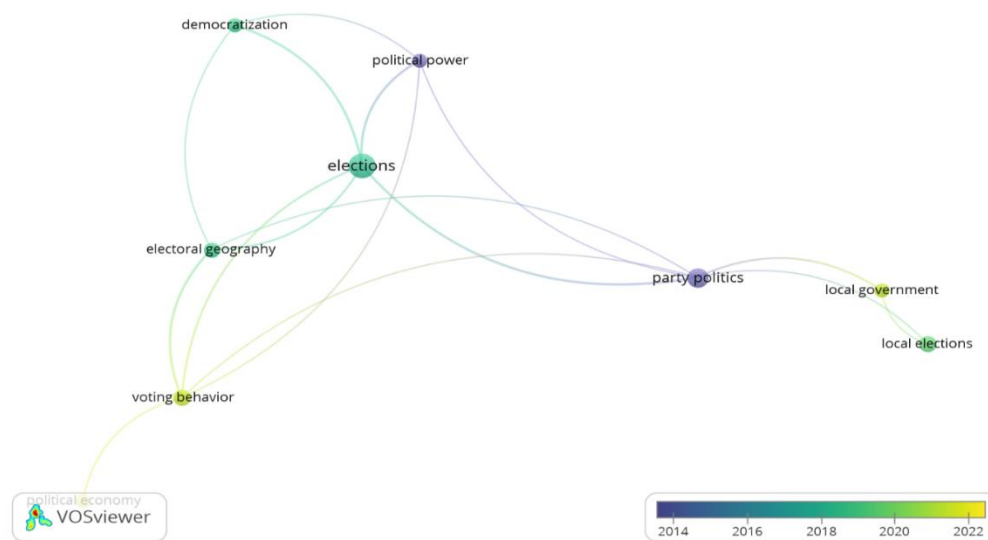 democratization
political power
elections
electoral geography
party politics
local government
local elections
voting behavior
political economy
VOSviewer
2014 2016 2018 2020 2022